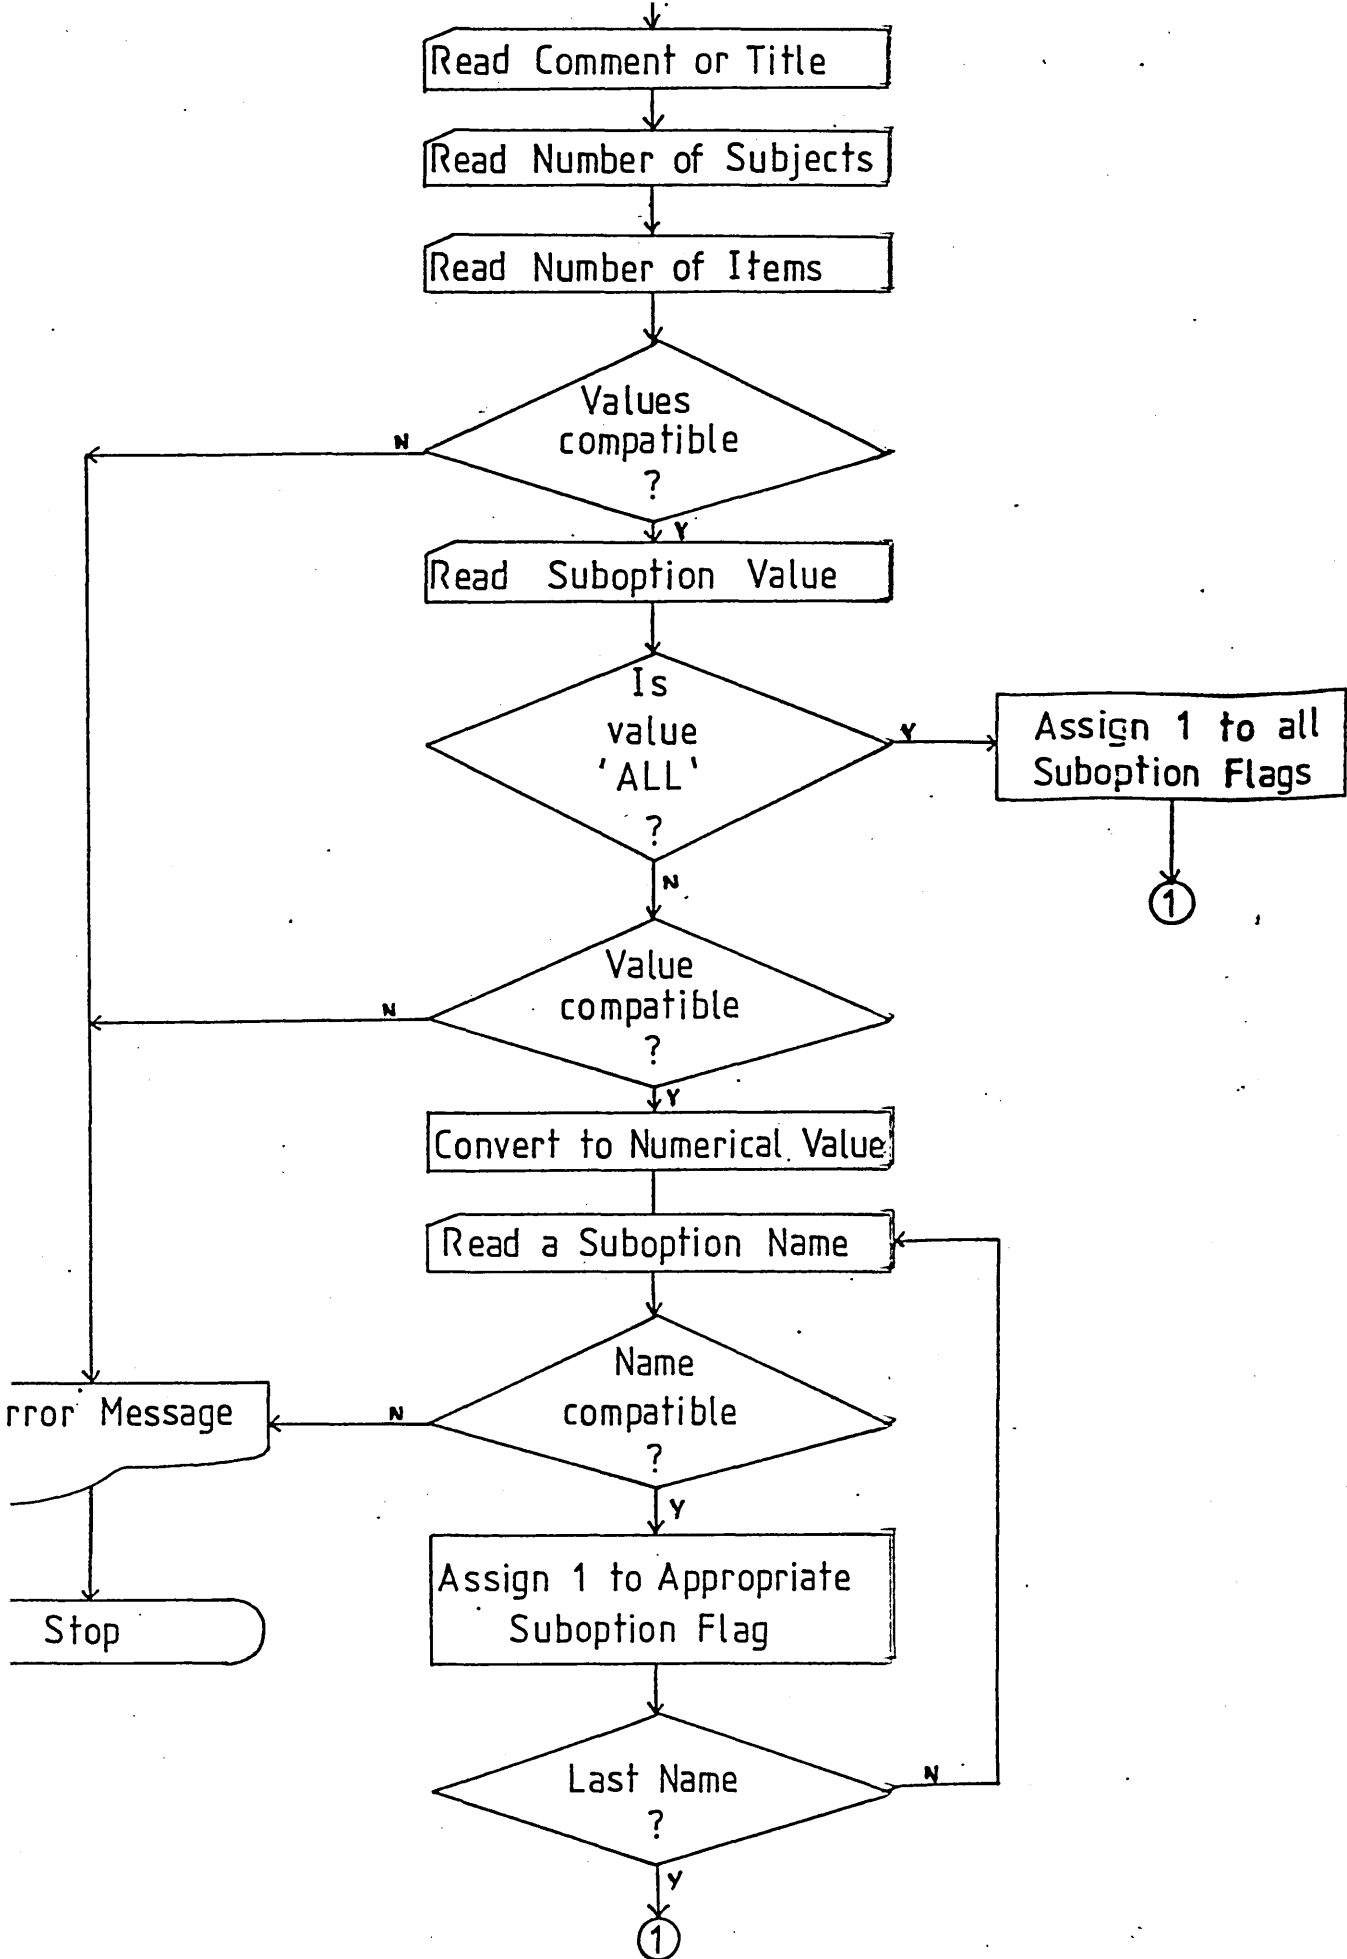 Read Comment or Title
Read Number of Subjects
Read Number of Items
Values
compatible
?
N
Y
Read Suboption Value
Is
value
'ALL'
?
Y
Assign 1 to all
Suboption Flags
1
N
Value
compatible
?
N
Y
Convert to Numerical Value
Read a Suboption Name
Name
compatible
?
N
rror Message
Stop
Y
Assign 1 to Appropriate
Suboption Flag
Last Name
?
N
Y
1